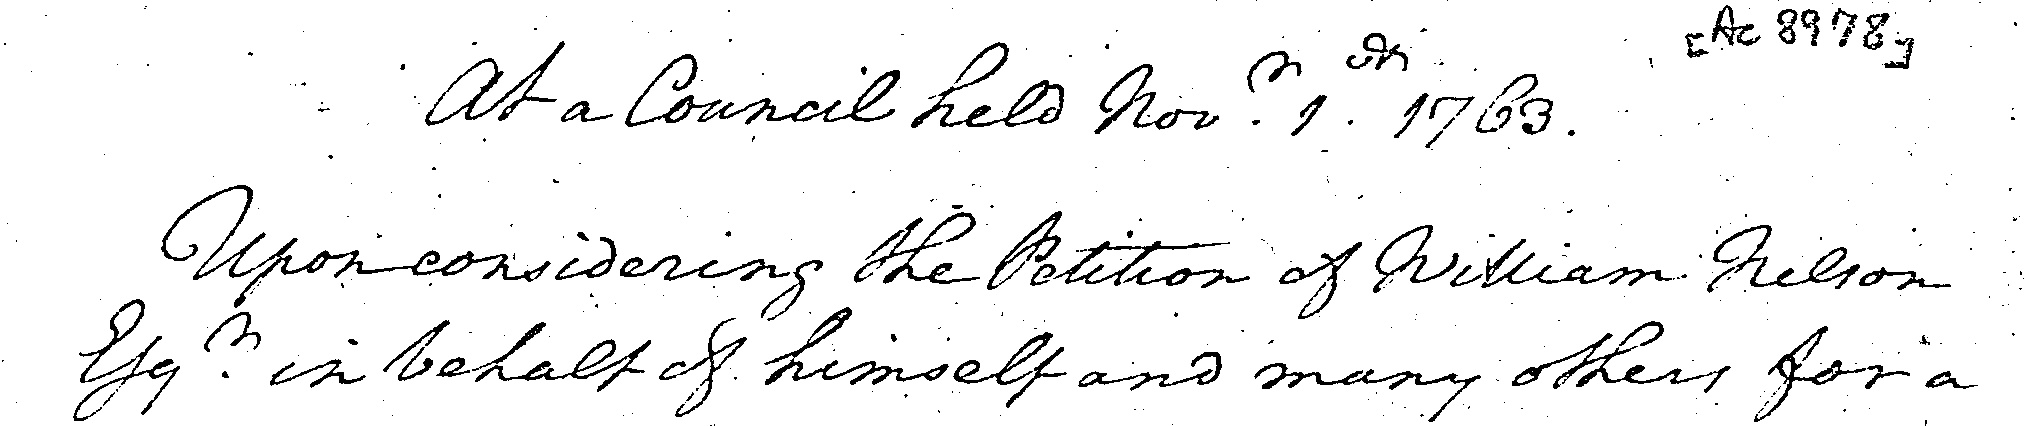 [Ac 8978]
At a Council held Novr. 1st. 1763.
Upon considering the Petition of William Nelson
Esqr. in behalf of himself and many others for a